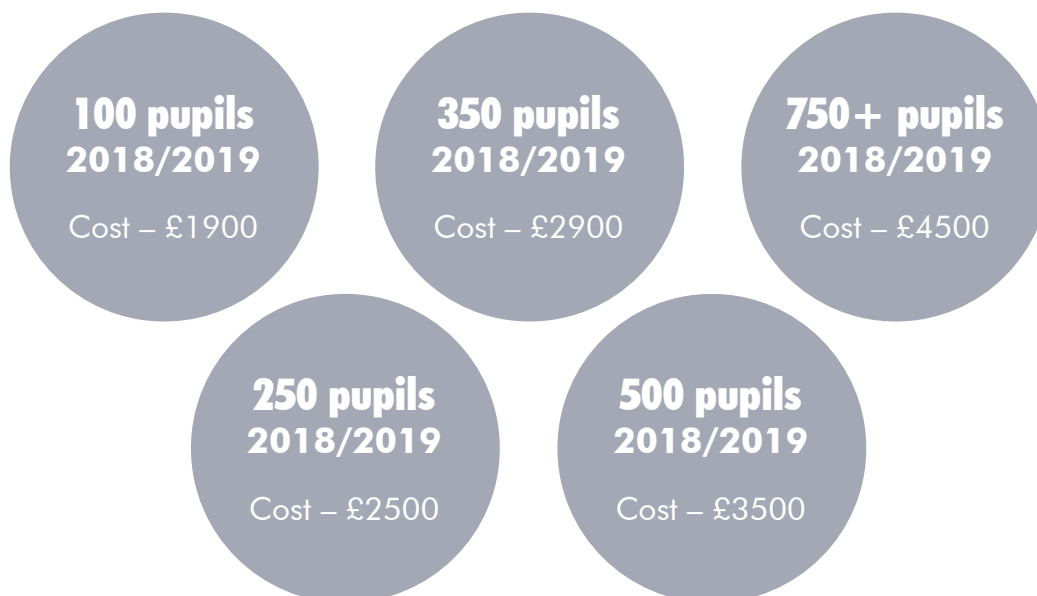 100 pupils
2018/2019
Cost – £1900
350 pupils
2018/2019
Cost – £2900
750+ pupils
2018/2019
Cost – £4500
250 pupils
2018/2019
Cost – £2500
500 pupils
2018/2019
Cost – £3500